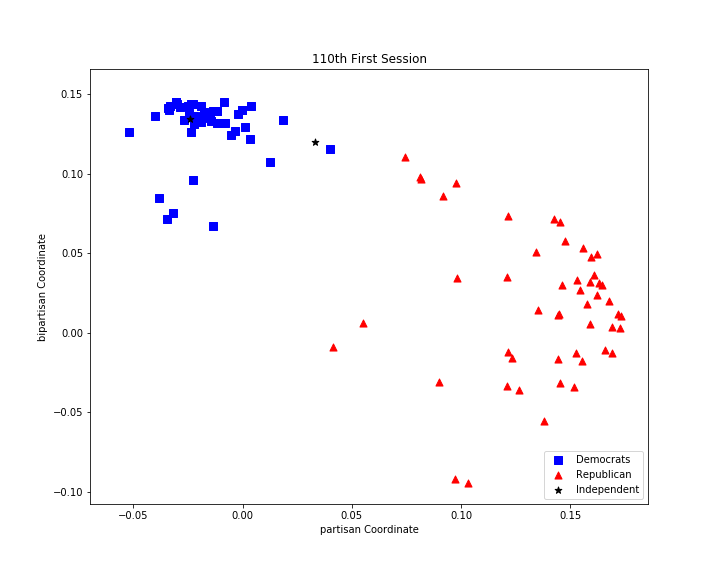 110th First Session
bipartisan Coordinate
0.15
0.10
0.05
0.00
−0.05
−0.10
−0.05
0.00
0.05
0.10
0.15
partisan Coordinate
Democrats
Republican
Independent